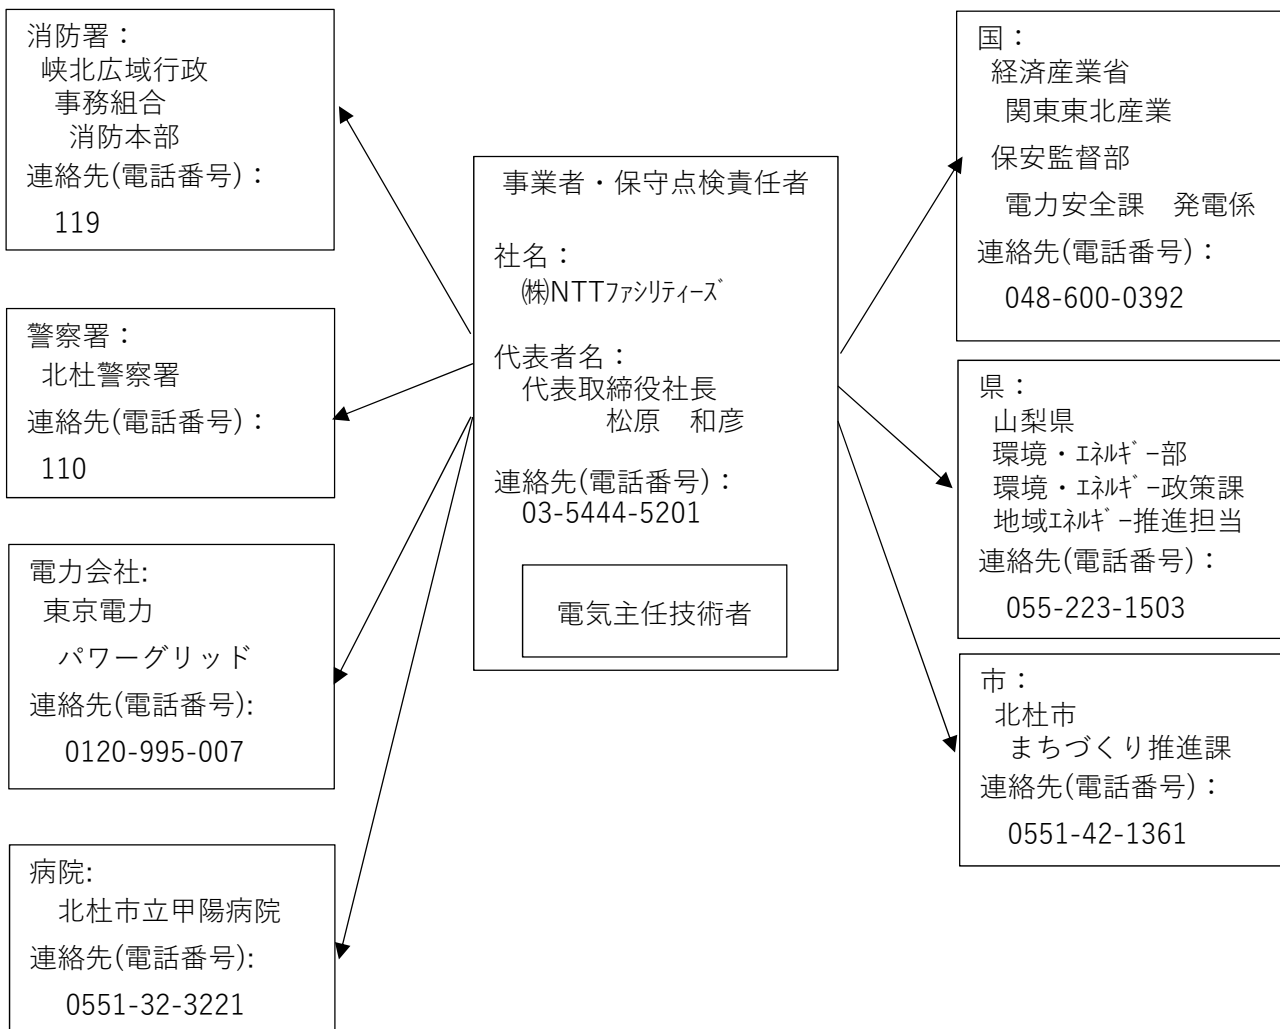 消防署：
峡北広域行政
事務組合
消防本部
連絡先(電話番号)：
119
警察署：
北杜警察署
連絡先(電話番号)：
110
電力会社:
東京電力
パワーグリッド
連絡先(電話番号):
0120-995-007
病院:
北杜市立甲陽病院
連絡先(電話番号):
0551-32-3221
事業者・保守点検責任者
社名：
㈱NTTﾌｧｼﾘﾃｨｰｽﾞ
代表者名：
代表取締役社長
松原　和彦
連絡先(電話番号)：
03-5444-5201
電気主任技術者
国：
経済産業省
関東東北産業
保安監督部
電力安全課　発電係
連絡先(電話番号)：
048-600-0392
県：
山梨県
環境・ｴﾈﾙｷﾞｰ部
環境・ｴﾈﾙｷﾞｰ政策課
地域ｴﾈﾙｷﾞｰ推進担当
連絡先(電話番号)：
055-223-1503
市：
北杜市
まちづくり推進課
連絡先(電話番号)：
0551-42-1361